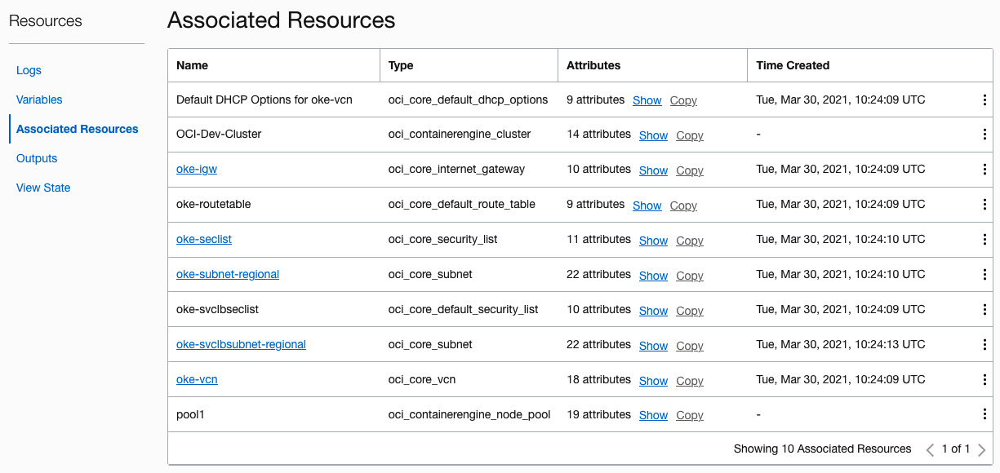 Resources
Logs
Variables
Associated Resources
Outputs
View State
Associated Resources
Name Type Attributes Time Created
Default DHCP Options for oke-vcn oci_core_default_dhcp_options 9 attributes Show Copy Tue, Mar 30, 2021, 10:24:09 UTC
OCI-Dev-Cluster oci_containerengine_cluster 14 attributes Show Copy -
oke-igw oci_core_internet_gateway 10 attributes Show Copy Tue, Mar 30, 2021, 10:24:09 UTC
oke-routetable oci_core_default_route_table 9 attributes Show Copy Tue, Mar 30, 2021, 10:24:09 UTC
oke-seclist oci_core_security_list 11 attributes Show Copy Tue, Mar 30, 2021, 10:24:10 UTC
oke-subnet-regional oci_core_subnet 22 attributes Show Copy Tue, Mar 30, 2021, 10:24:10 UTC
oke-svclbseclist oci_core_default_security_list 10 attributes Show Copy Tue, Mar 30, 2021, 10:24:09 UTC
oke-svclbsubnet-regional oci_core_subnet 22 attributes Show Copy Tue, Mar 30, 2021, 10:24:13 UTC
oke-vcn oci_core_vcn 18 attributes Show Copy Tue, Mar 30, 2021, 10:24:09 UTC
pool1 oci_containerengine_node_pool 19 attributes Show Copy -
Showing 10 Associated Resources 1 of 1